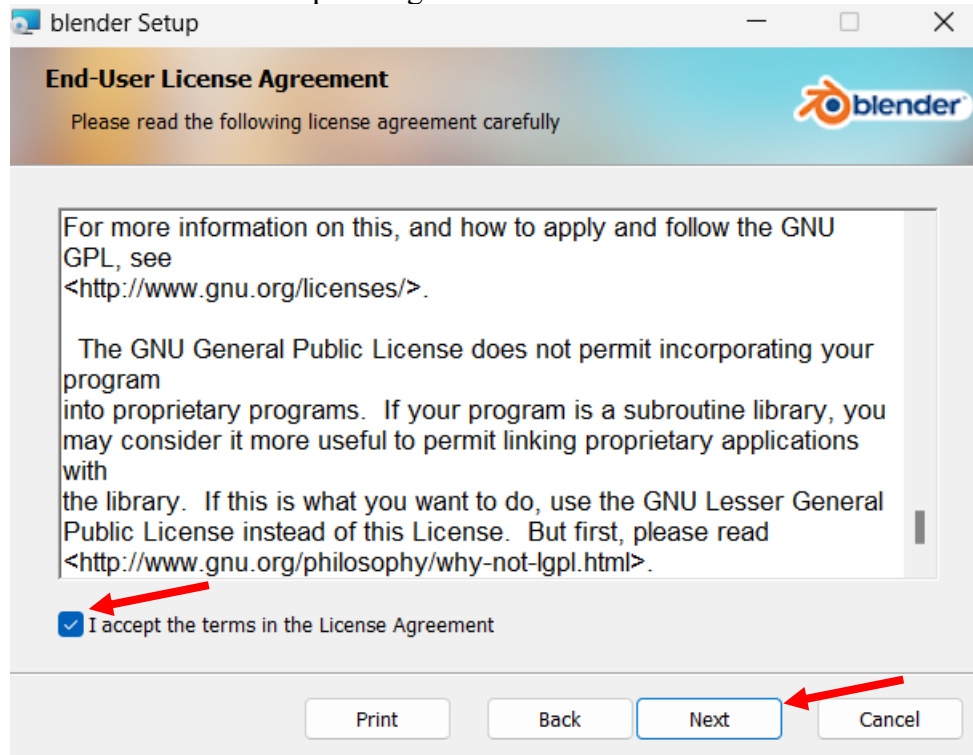 blender Setup
End-User License Agreement
Please read the following license agreement carefully
blender
For more information on this, and how to apply and follow the GNU
GPL, see
<http://www.gnu.org/licenses/>.
The GNU General Public License does not permit incorporating your
program
into proprietary programs.  If your program is a subroutine library, you
may consider it more useful to permit linking proprietary applications
with
the library.  If this is what you want to do, use the GNU Lesser General
Public License instead of this License.  But first, please read
<http://www.gnu.org/philosophy/why-not-lgpl.html>.
I accept the terms in the License Agreement
Print Back Next Cancel